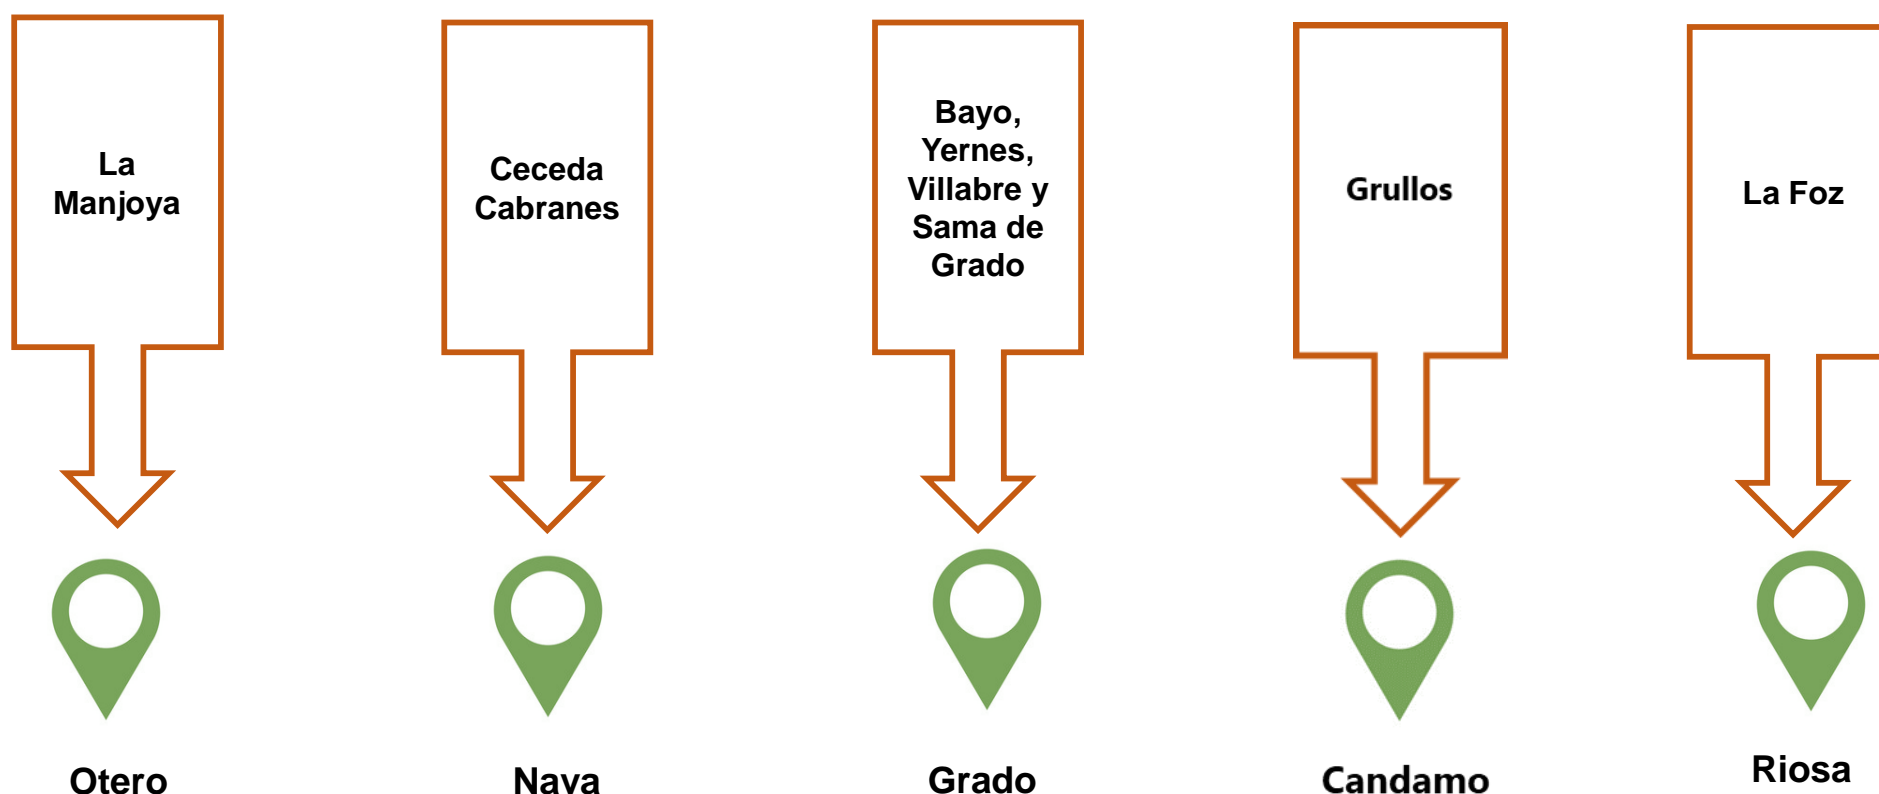 La
Manjoya
Ceceda
Cabranes
Bayo,
Yernes,
Villabre y
Sama de
Grado
Grullos
La Foz
Otero
Nava
Grado
Candamo
Riosa